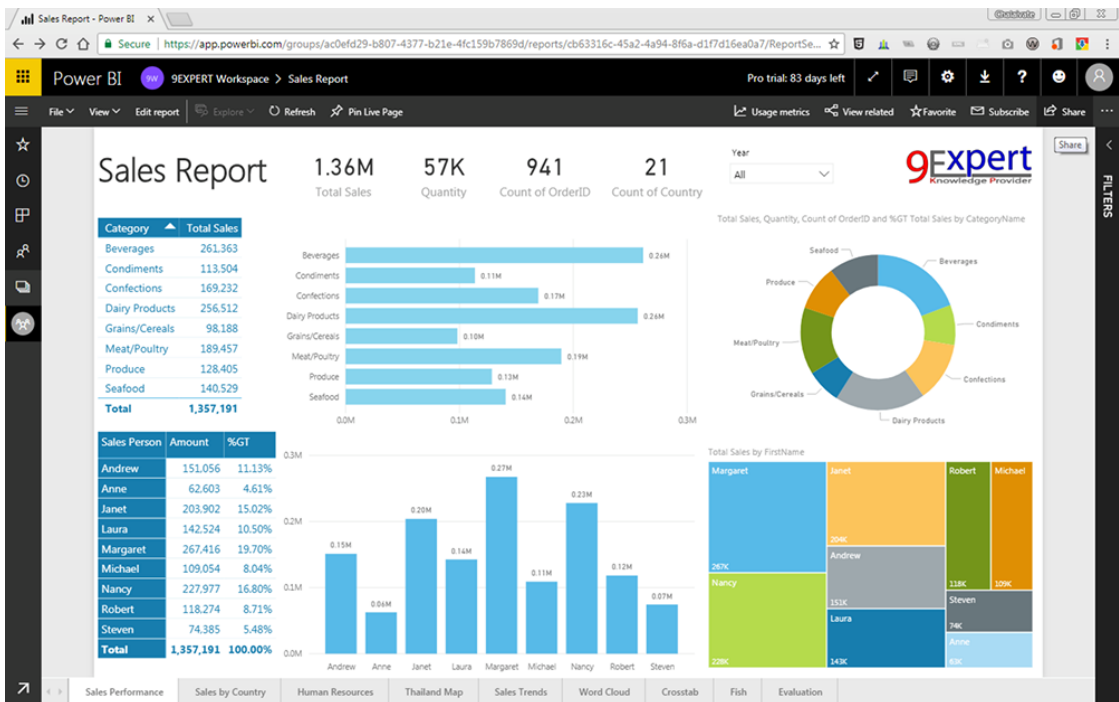 Sales Report - Power BI
Chalaivate
Secure | https://app.powerbi.com/groups/ac0efd29-b807-4377-b21e-4fc159b7869d/reports/cb63316c-45a2-4a94-8f6a-d1f7d16ea0a7/ReportSe...
Power BI 9W 9EXPERT Workspace > Sales Report Pro trial: 83 days left
File View Edit report Explore Refresh Pin Live Page Usage metrics View related Favorite Subscribe Share ...
Share
FILTERS
Sales Report
1.36M 57K 941 21
Total Sales Quantity Count of OrderID Count of Country
Year
All
9Expert
Knowledge Provider
Category Total Sales
Beverages 261,363
Condiments 113,504
Confections 169,232
Dairy Products 256,512
Grains/Cereals 98,188
Meat/Poultry 189,457
Produce 128,405
Seafood 140,529
Total 1,357,191
Beverages 0.26M
Condiments 0.11M
Confections 0.17M
Dairy Products 0.26M
Grains/Cereals 0.10M
Meat/Poultry 0.19M
Produce 0.13M
Seafood 0.14M
0.0M 0.1M 0.2M 0.3M
Total Sales, Quantity, Count of OrderID and %GT Total Sales by CategoryName
Seafood
Beverages
Produce
Condiments
Meat/Poultry
Confections
Grains/Cereals
Dairy Products
Sales Person Amount %GT
Andrew 151,056 11.13%
Anne 62,603 4.61%
Janet 203,902 15.02%
Laura 142,524 10.50%
Margaret 267,416 19.70%
Michael 109,054 8.04%
Nancy 227,977 16.80%
Robert 118,274 8.71%
Steven 74,385 5.48%
Total 1,357,191 100.00%
0.3M
0.2M
0.1M
0.0M
0.15M 0.06M 0.20M 0.14M 0.27M 0.11M 0.23M 0.12M 0.07M
Andrew Anne Janet Laura Margaret Michael Nancy Robert Steven
Total Sales by FirstName
Margaret
267K
Nancy
228K
Janet
204K
Andrew
151K
Laura
143K
Robert
118K
Michael
109K
Steven
74K
Anne
63K
Sales Performance Sales by Country Human Resources Thailand Map Sales Trends Word Cloud Crosstab Fish Evaluation